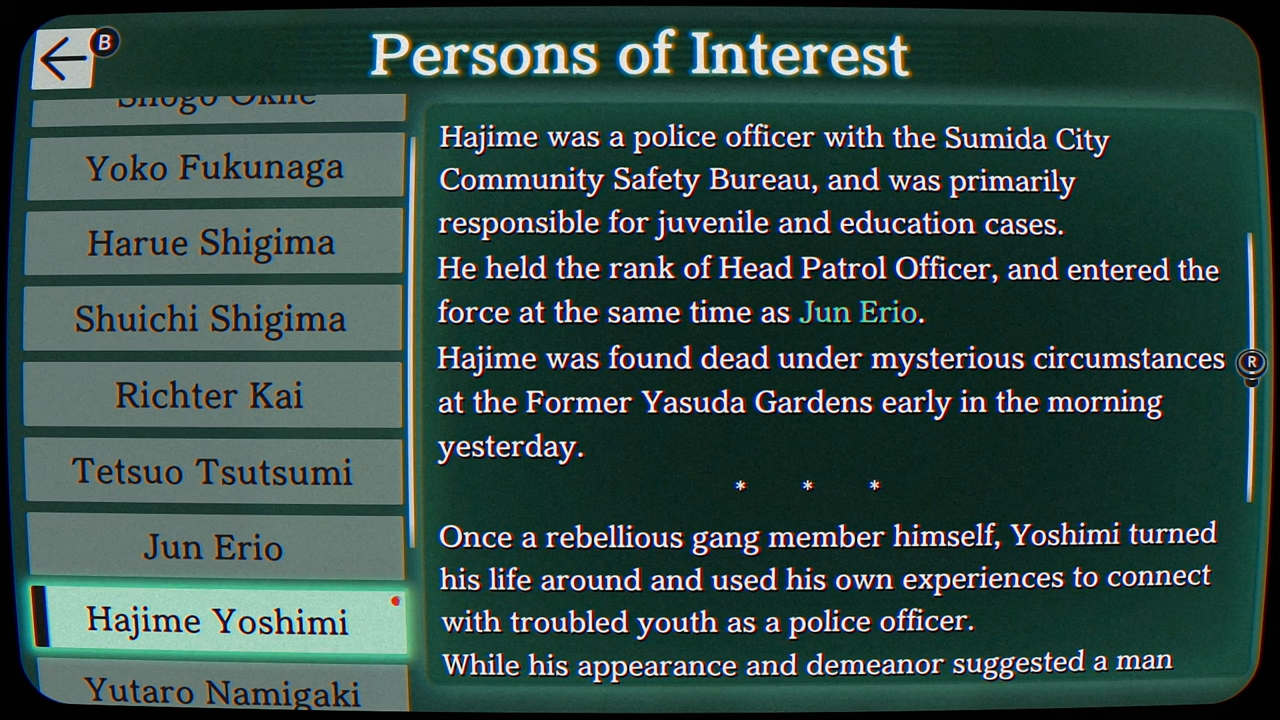 B
Persons of Interest
Shogo Okiie
Yoko Fukunaga
Harue Shigima
Shuichi Shigima
Richter Kai
Tetsuo Tsutsumi
Jun Erio
Hajime Yoshimi
Yutaro Namigaki
Hajime was a police officer with the Sumida City
Community Safety Bureau, and was primarily
responsible for juvenile and education cases.
He held the rank of Head Patrol Officer, and entered the
force at the same time as Jun Erio.
Hajime was found dead under mysterious circumstances
at the Former Yasuda Gardens early in the morning
yesterday.
* * *
Once a rebellious gang member himself, Yoshimi turned
his life around and used his own experiences to connect
with troubled youth as a police officer.
While his appearance and demeanor suggested a man
R